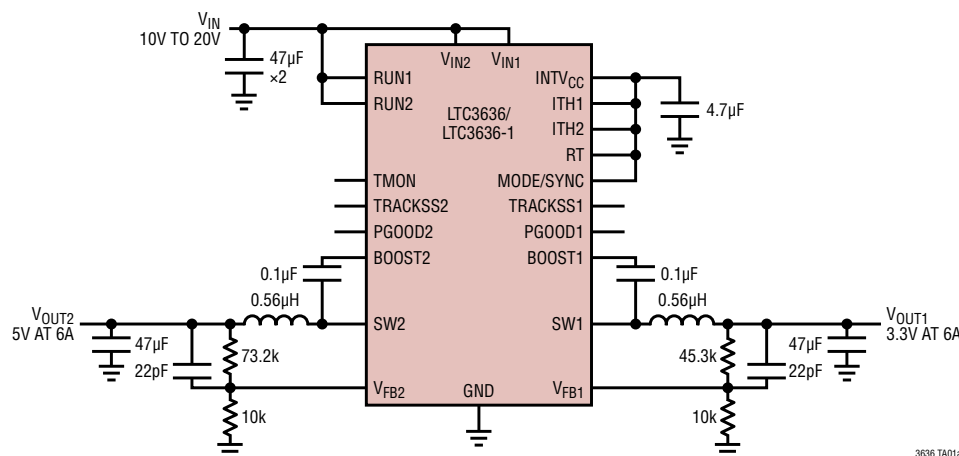 V_IN
10V TO 20V
47µF
×2
V_IN2
V_IN1
RUN1
RUN2
LTC3636/
LTC3636-1
INTV_CC
ITH1
ITH2
RT
MODE/SYNC
4.7µF
TMON
TRACKSS2
PGOOD2
BOOST2
TRACKSS1
PGOOD1
BOOST1
0.1µF
0.56µH
0.1µF
0.56µH
V_OUT2
5V AT 6A
SW2
SW1
V_OUT1
3.3V AT 6A
47µF
22pF
73.2k
45.3k
47µF
22pF
V_FB2
GND
V_FB1
10k
10k
3636 TA01a